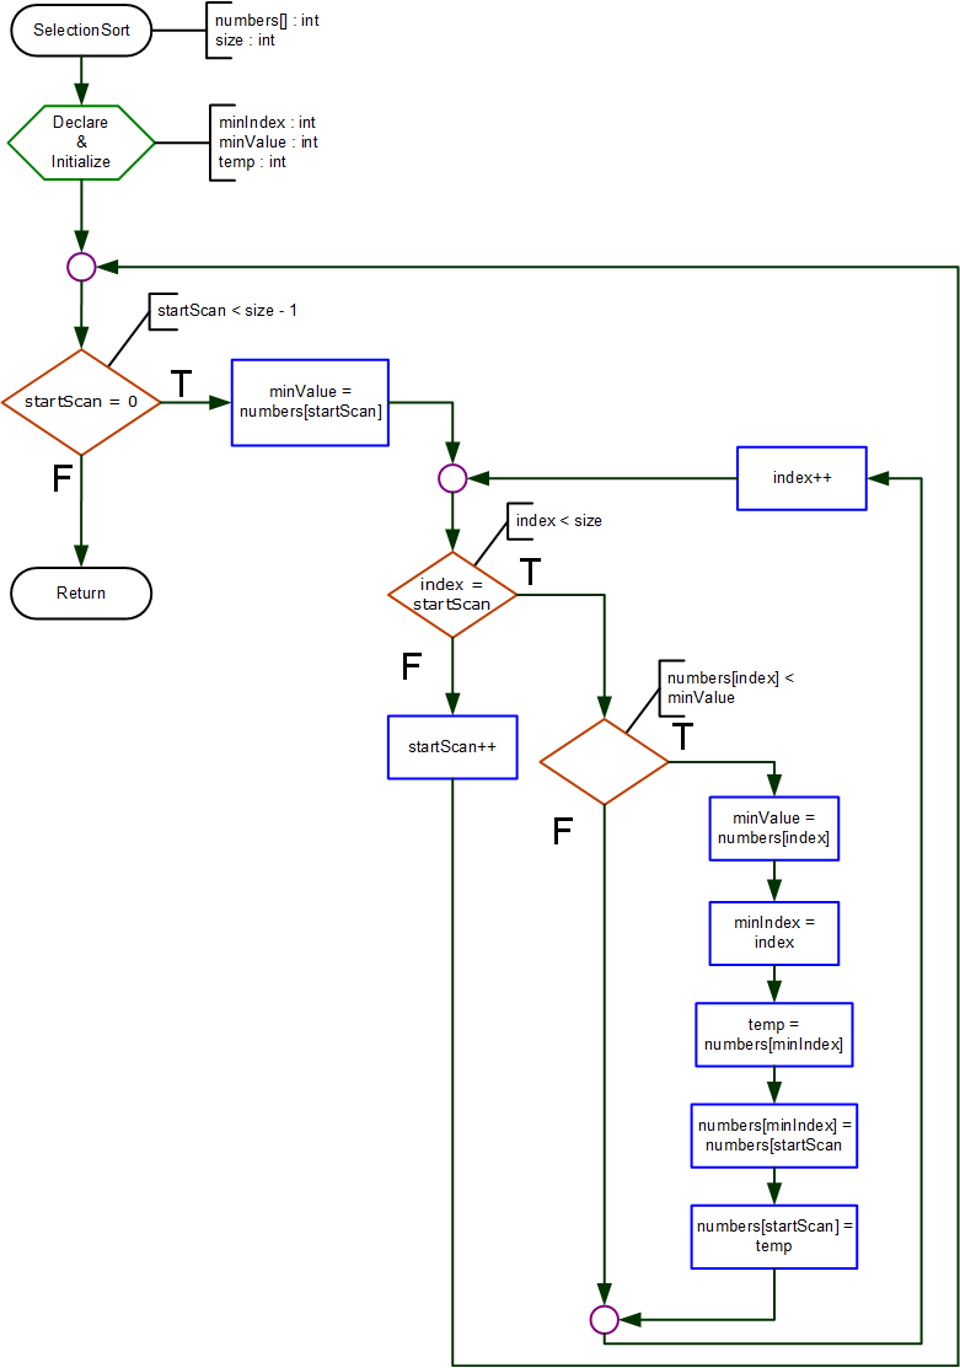 SelectionSort
numbers[] : int
size : int
Declare
&
Initialize
minIndex : int
minValue : int
temp : int
startScan < size - 1
startScan = 0
T
minValue =
numbers[startScan]
F
index++
index < size
Return
index =
startScan
T
F
numbers[index] <
minValue
startScan++
T
minValue =
numbers[index]
F
minIndex =
index
temp =
numbers[minIndex]
numbers[minIndex] =
numbers[startScan
numbers[startScan] =
temp